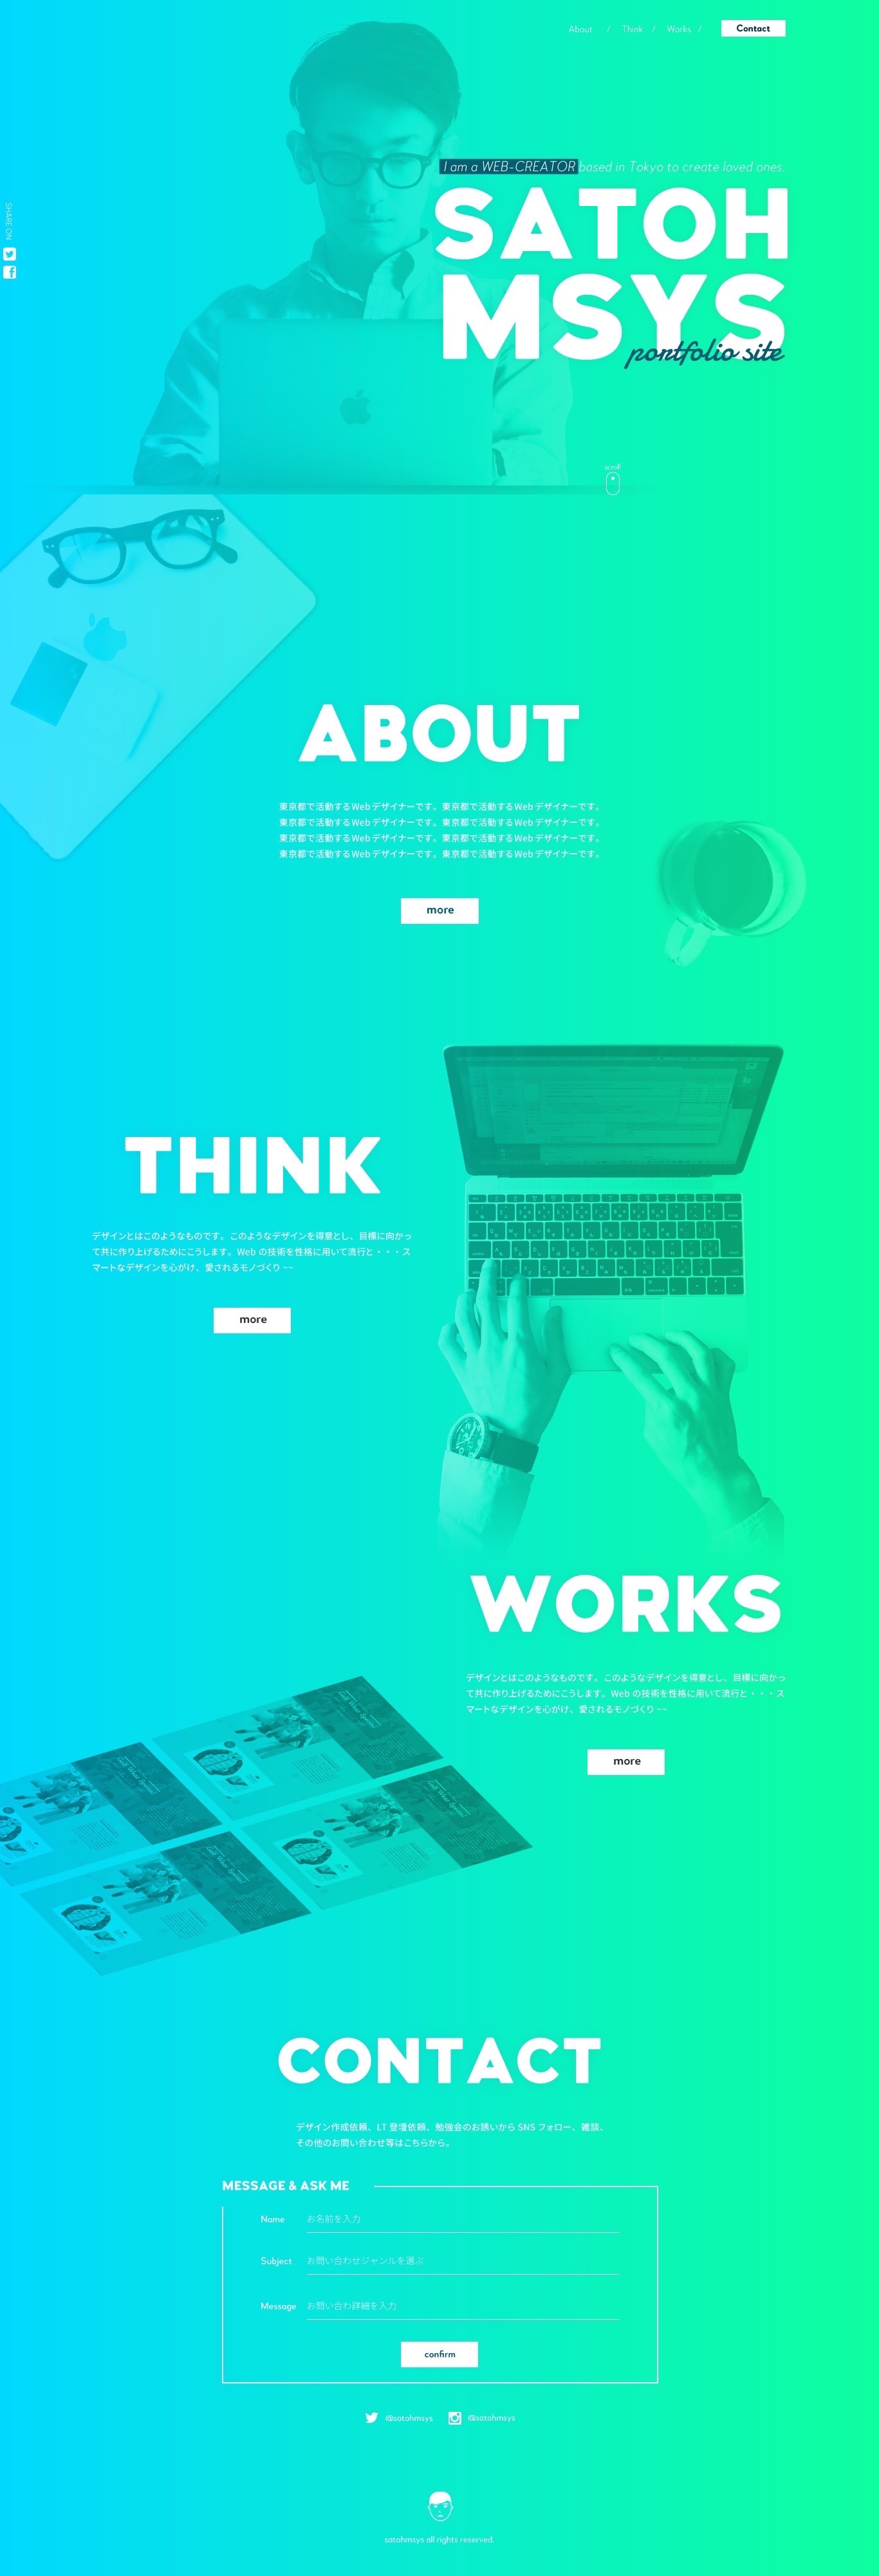 About / Think / Works / Contact
I am a WEB-CREATOR based in Tokyo to create loved ones.
SHARE ON
SATOH
MSYS
portfolio site
scroll
ABOUT
東京都で活動するWebデザイナーです。東京都で活動するWebデザイナーです。
東京都で活動するWebデザイナーです。東京都で活動するWebデザイナーです。
東京都で活動するWebデザイナーです。東京都で活動するWebデザイナーです。
東京都で活動するWebデザイナーです。東京都で活動するWebデザイナーです。
more
THINK
デザインとはこのようなものです。このようなデザインを得意とし、目標に向かっ
て共に作り上げるためにこうします。Web の技術を性格に用いて流行と・・・ス
マートなデザインを心がけ、愛されるモノづくり ~~
more
WORKS
デザインとはこのようなものです。このようなデザインを得意とし、目標に向かっ
て共に作り上げるためにこうします。Web の技術を性格に用いて流行と・・・ス
マートなデザインを心がけ、愛されるモノづくり ~~
more
CONTACT
デザイン作成依頼、LT 登壇依頼、勉強会のお誘いから SNS フォロー、雑談、
その他のお問い合わせ等はこちらから。
MESSAGE & ASK ME
Name お名前を入力
Subject お問い合わせジャンルを選ぶ
Message お問い合わ詳細を入力
confirm
@satohmsys @satohmsys
satohmsys all rights reserved.